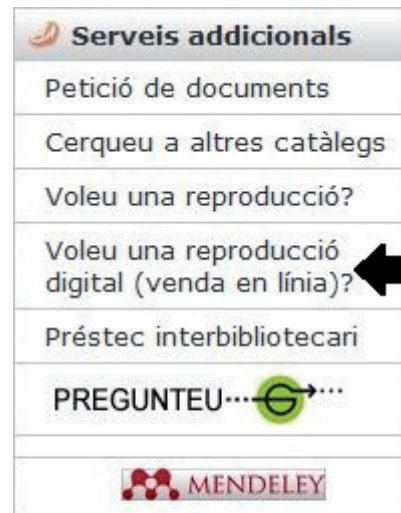 Serveis addicionals
Petició de documents
Cerqueu a altres catàlegs
Voleu una reproducció?
Voleu una reproducció
digital (venda en línia)?
Préstec interbibliotecari
PREGUNTEU
MENDELEY